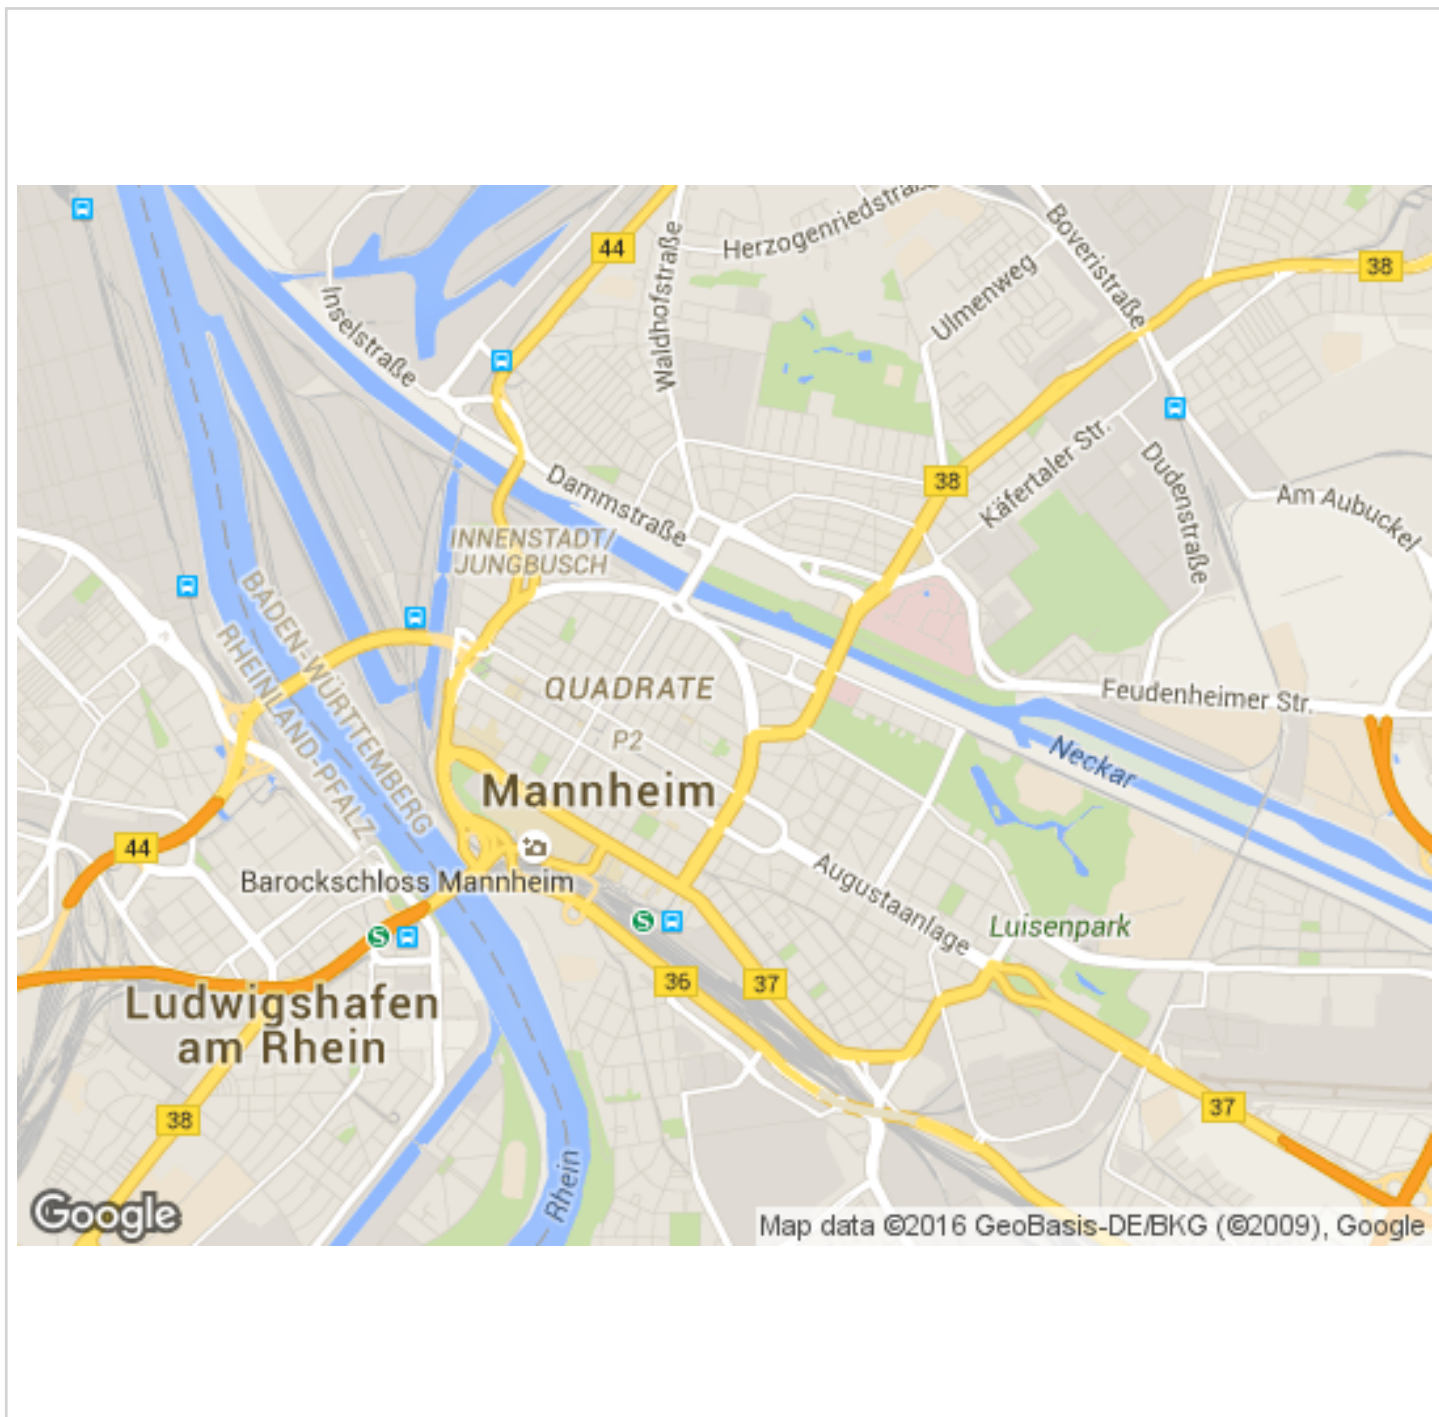 Herzogenriedstraße
Boveristraße
44
Waldhofstraße
38
Ulmenweg
Inselstraße
38
Käfertaler Str.
Dudenstraße
Am Aubuckel
Dammstraße
INNENSTADT/
JUNGBUSCH
BADEN-WÜRTTEMBERG
RHEINLAND-PFALZ
QUADRATE
P2
Feudenheimer Str.
Neckar
Mannheim
44
Barockschloss Mannheim
Augustaanlage
Luisenpark
S
S
36
37
Ludwigshafen
am Rhein
38
37
Rhein
Google
Map data ©2016 GeoBasis-DE/BKG (©2009), Google